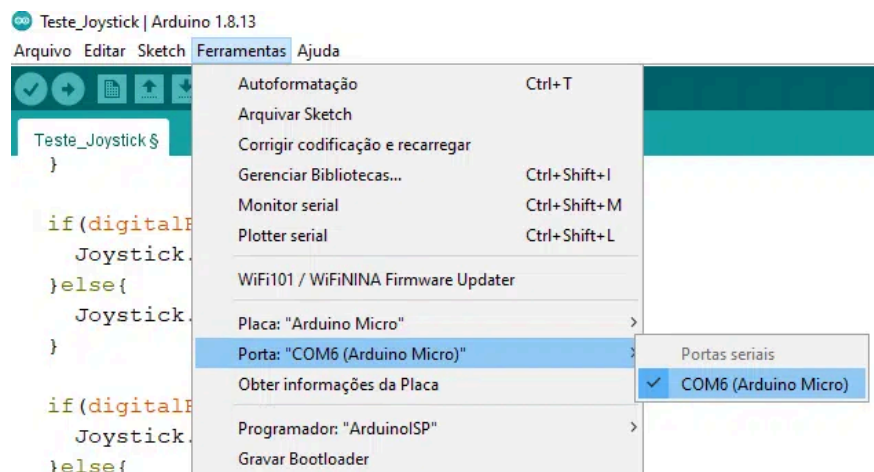 Teste_Joystick | Arduino 1.8.13
Arquivo Editar Sketch Ferramentas Ajuda
Teste_Joystick §
}
if(digital
Joystick.
}else{
Joystick.
}
if(digital
Joystick.
}else{
Autoformatação Ctrl+T
Arquivar Sketch
Corrigir codificação e recarregar
Gerenciar Bibliotecas... Ctrl+Shift+I
Monitor serial Ctrl+Shift+M
Plotter serial Ctrl+Shift+L
WiFi101 / WiFiNINA Firmware Updater
Placa: "Arduino Micro"
Porta: "COM6 (Arduino Micro)"
Obter informações da Placa
Programador: "ArduinoISP"
Gravar Bootloader
Portas seriais
COM6 (Arduino Micro)